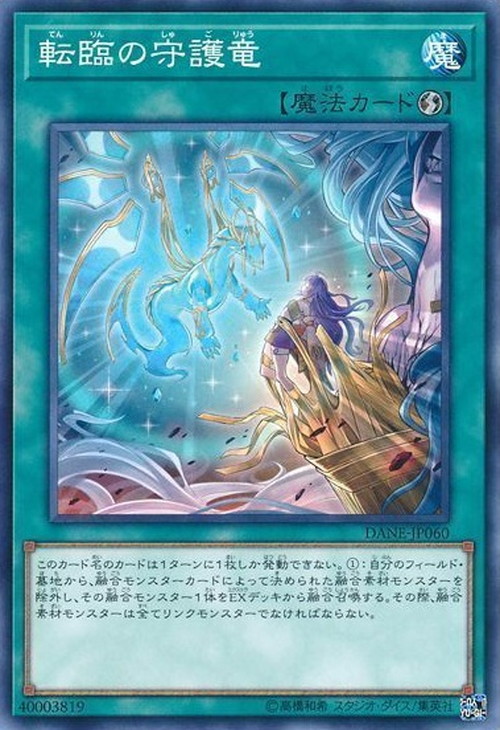 転臨の守護竜
魔
【魔法カード】
DANE-JP060
このカード名のカードは1ターンに1枚しか発動できない。①:自分のフィールド・
墓地から、融合モンスターカードによって決められた融合素材モンスターを
除外し、その融合モンスター1体をEXデッキから融合召喚する。その際、融合
素材モンスターは全てリンクモンスターでなければならない。
40003819
©高橋和希 スタジオ・ダイス/集英社